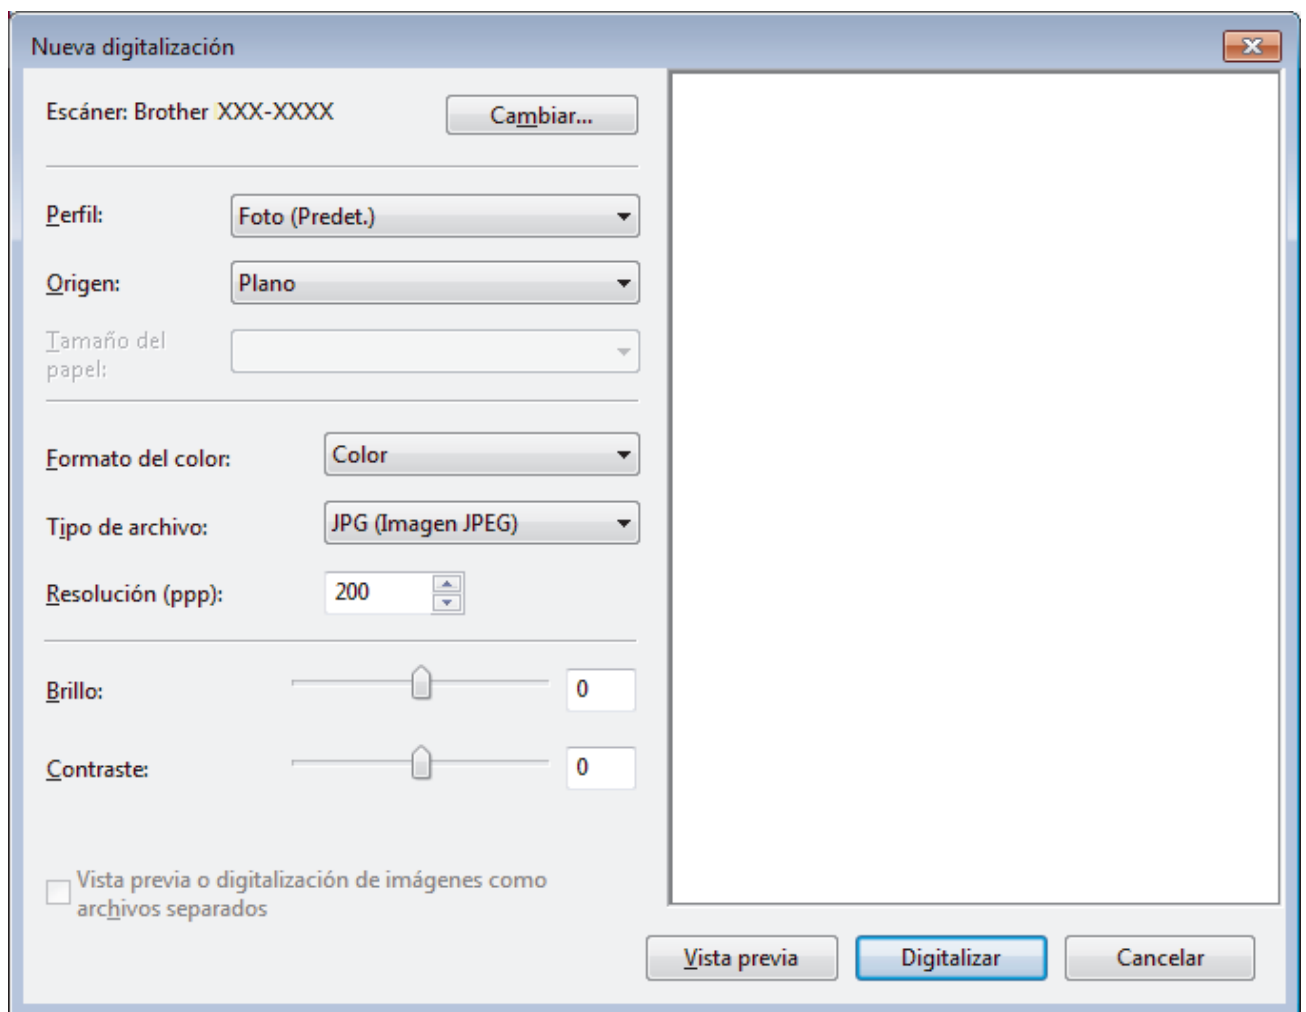 Nueva digitalización
Escáner: Brother XXX-XXXX
Cambiar...
Perfil:
Foto (Predet.)
Origen:
Plano
Tamaño del
papel:
Formato del color:
Color
Tipo de archivo:
JPG (Imagen JPEG)
Resolución (ppp):
200
Brillo:
0
Contraste:
0
Vista previa o digitalización de imágenes como
archivos separados
Vista previa
Digitalizar
Cancelar